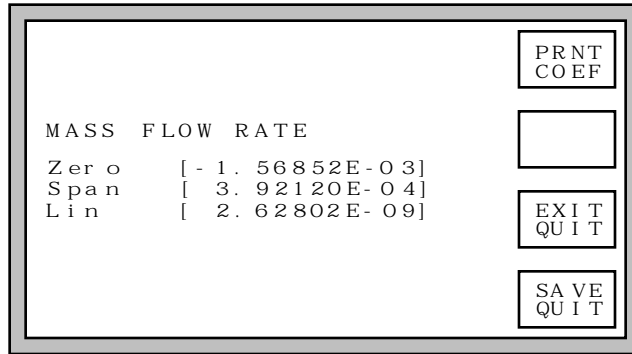 PRNT
COEF
MASS FLOW RATE
Zero [-1.56852E-03]
Span [ 3.92120E-04]
Lin [ 2.62802E-09]
EXIT
QUIT
SAVE
QUIT